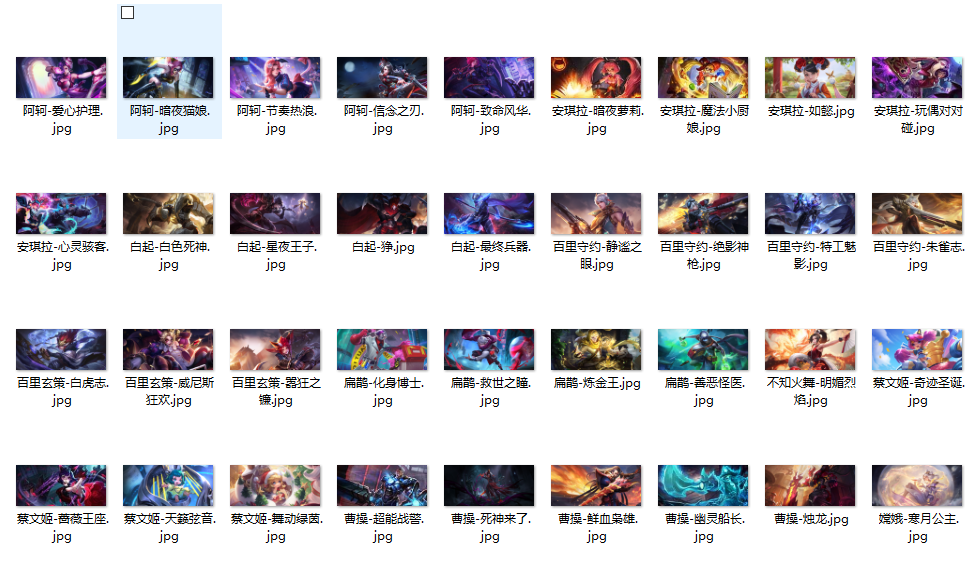 阿轲-爱心护理.
jpg
阿轲-暗夜猫娘.
jpg
阿轲-节奏热浪.
jpg
阿轲-信念之刃.
jpg
阿轲-致命风华.
jpg
安琪拉-暗夜萝莉.
jpg
安琪拉-魔法小厨
娘.jpg
安琪拉-如懿.jpg
安琪拉-玩偶对对
碰.jpg
安琪拉-心灵骇客.
jpg
白起-白色死神.
jpg
白起-星夜王子.
jpg
白起-狰.jpg
白起-最终兵器.
jpg
百里守约-静谧之
眼.jpg
百里守约-绝影神
枪.jpg
百里守约-特工魅
影.jpg
百里守约-朱雀志.
jpg
百里玄策-白虎志.
jpg
百里玄策-威尼斯
狂欢.jpg
百里玄策-嚣狂之
镰.jpg
扁鹊-化身博士.
jpg
扁鹊-救世之瞳.
jpg
扁鹊-炼金王.jpg
扁鹊-善恶怪医.
jpg
不知火舞-明媚烈
焰.jpg
蔡文姬-奇迹圣诞.
jpg
蔡文姬-蔷薇王座.
jpg
蔡文姬-天籁弦音.
jpg
蔡文姬-舞动绿茵.
jpg
曹操-超能战警.
jpg
曹操-死神来了.
jpg
曹操-鲜血枭雄.
jpg
曹操-幽灵船长.
jpg
曹操-烛龙.jpg
嫦娥-寒月公主.
jpg